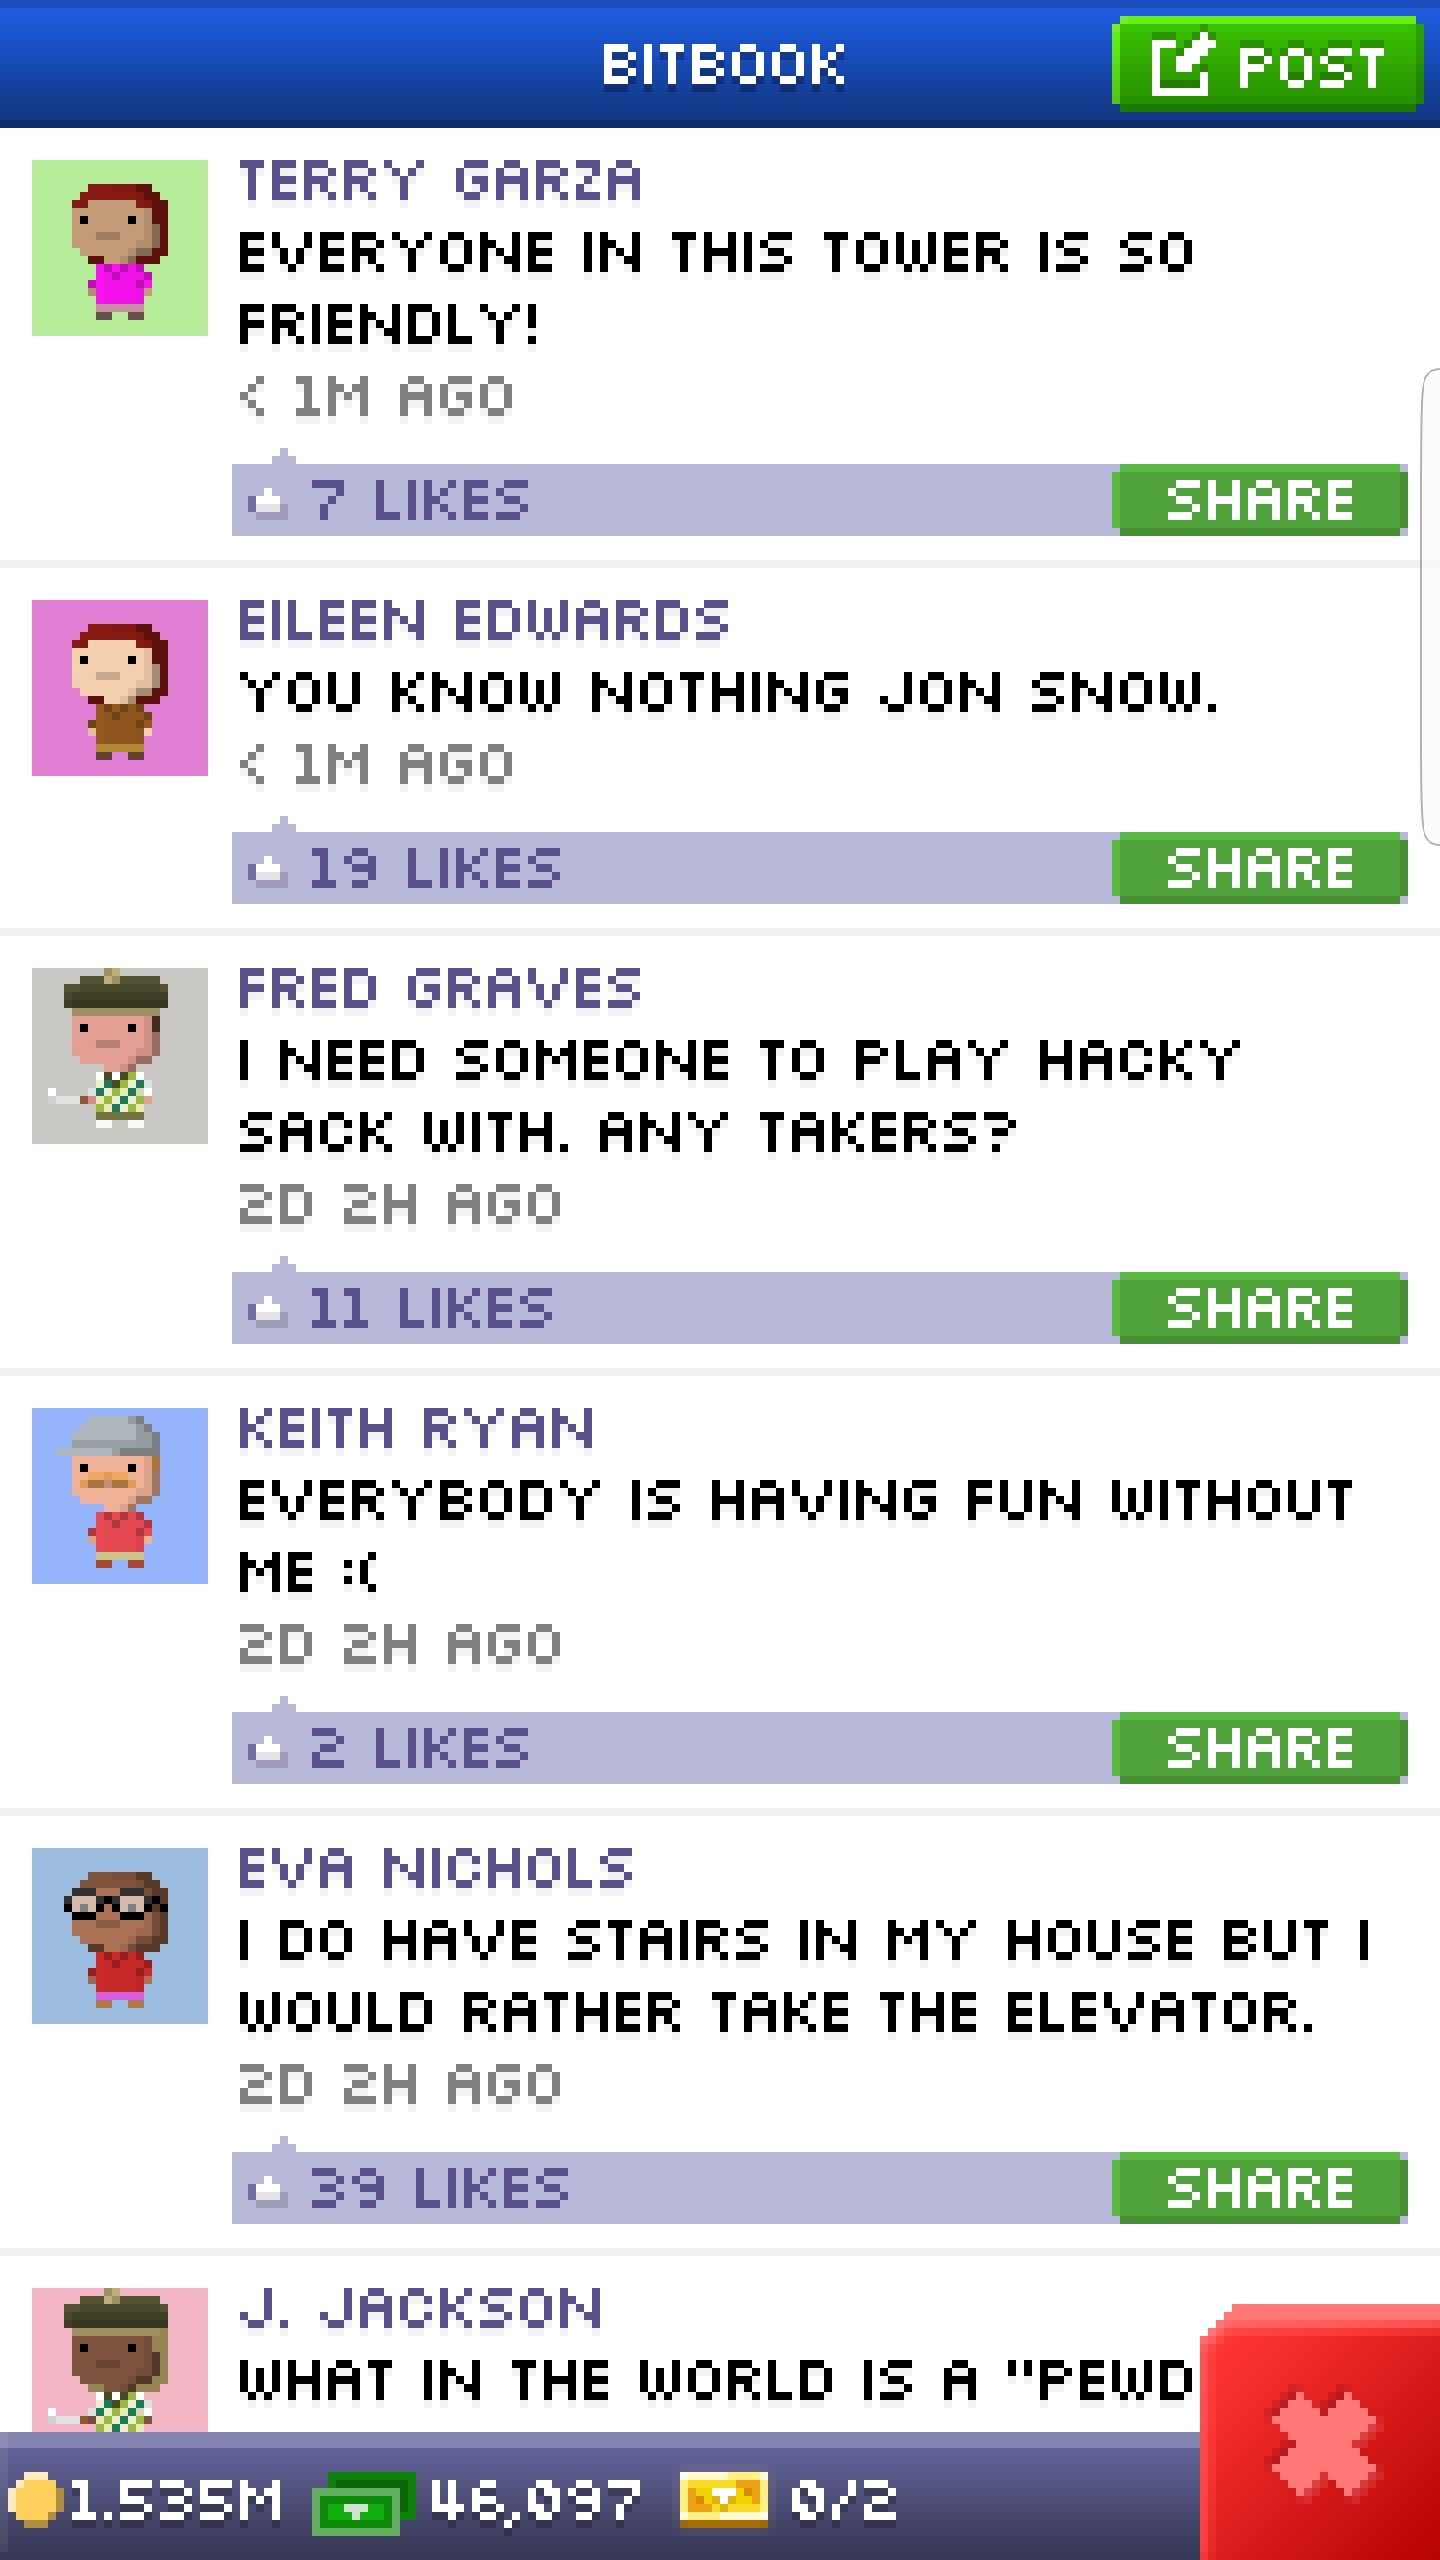 BITBOOK
POST
TERRY GARZA
EVERYONE IN THIS TOWER IS SO
FRIENDLY!
< 1M AGO
7 LIKES
SHARE
EILEEN EDWARDS
YOU KNOW NOTHING JON SNOW.
< 1M AGO
19 LIKES
SHARE
FRED GRAVES
I NEED SOMEONE TO PLAY HACKY
SACK WITH. ANY TAKERS?
2D 2H AGO
11 LIKES
SHARE
KEITH RYAN
EVERYBODY IS HAVING FUN WITHOUT
ME :(
2D 2H AGO
2 LIKES
SHARE
EVA NICHOLS
I DO HAVE STAIRS IN MY HOUSE BUT I
WOULD RATHER TAKE THE ELEVATOR.
2D 2H AGO
39 LIKES
SHARE
J. JACKSON
WHAT IN THE WORLD IS A "PEWD
1.535M
46,097
0/2